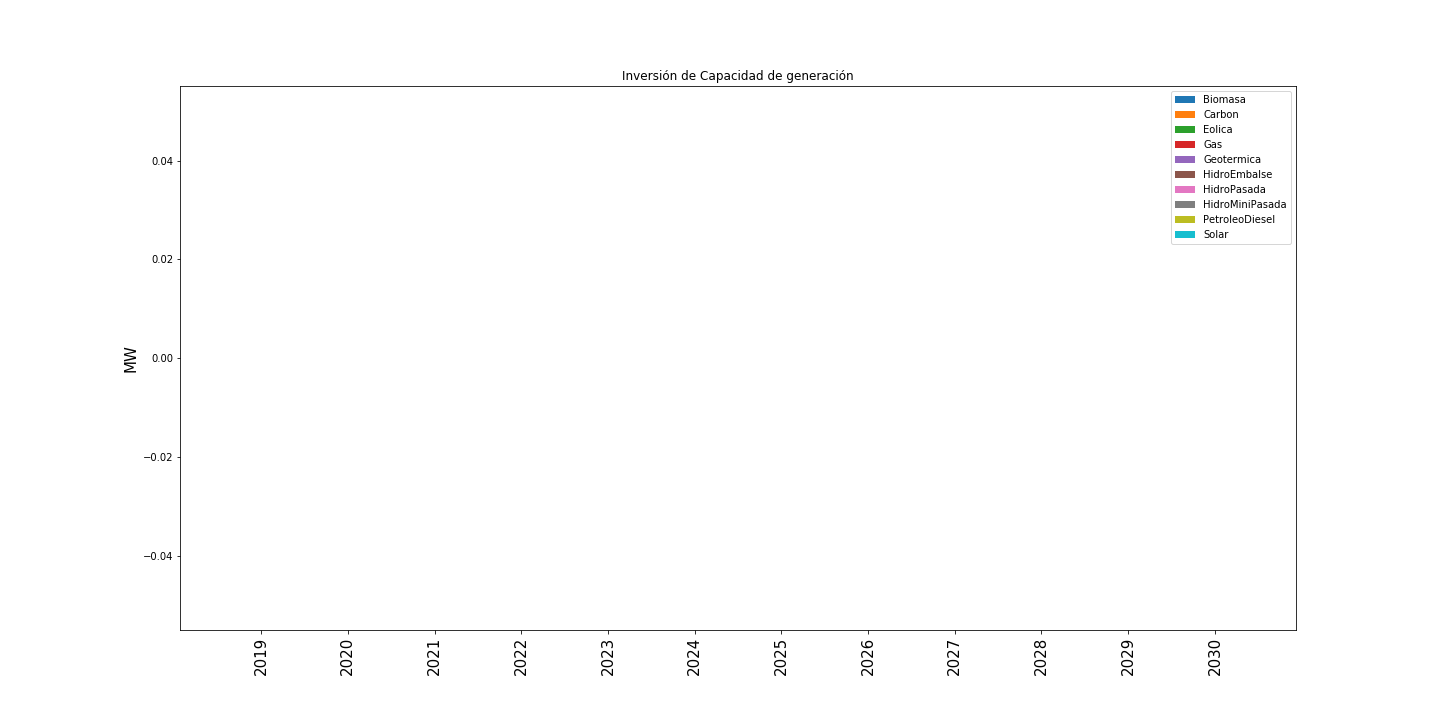 Inversión de Capacidad de generación
Biomasa
Carbon
Eolica
Gas
Geotermica
HidroEmbalse
HidroPasada
HidroMiniPasada
PetroleoDiesel
Solar
MW
0.04
0.02
0.00
−0.02
−0.04
2019
2020
2021
2022
2023
2024
2025
2026
2027
2028
2029
2030